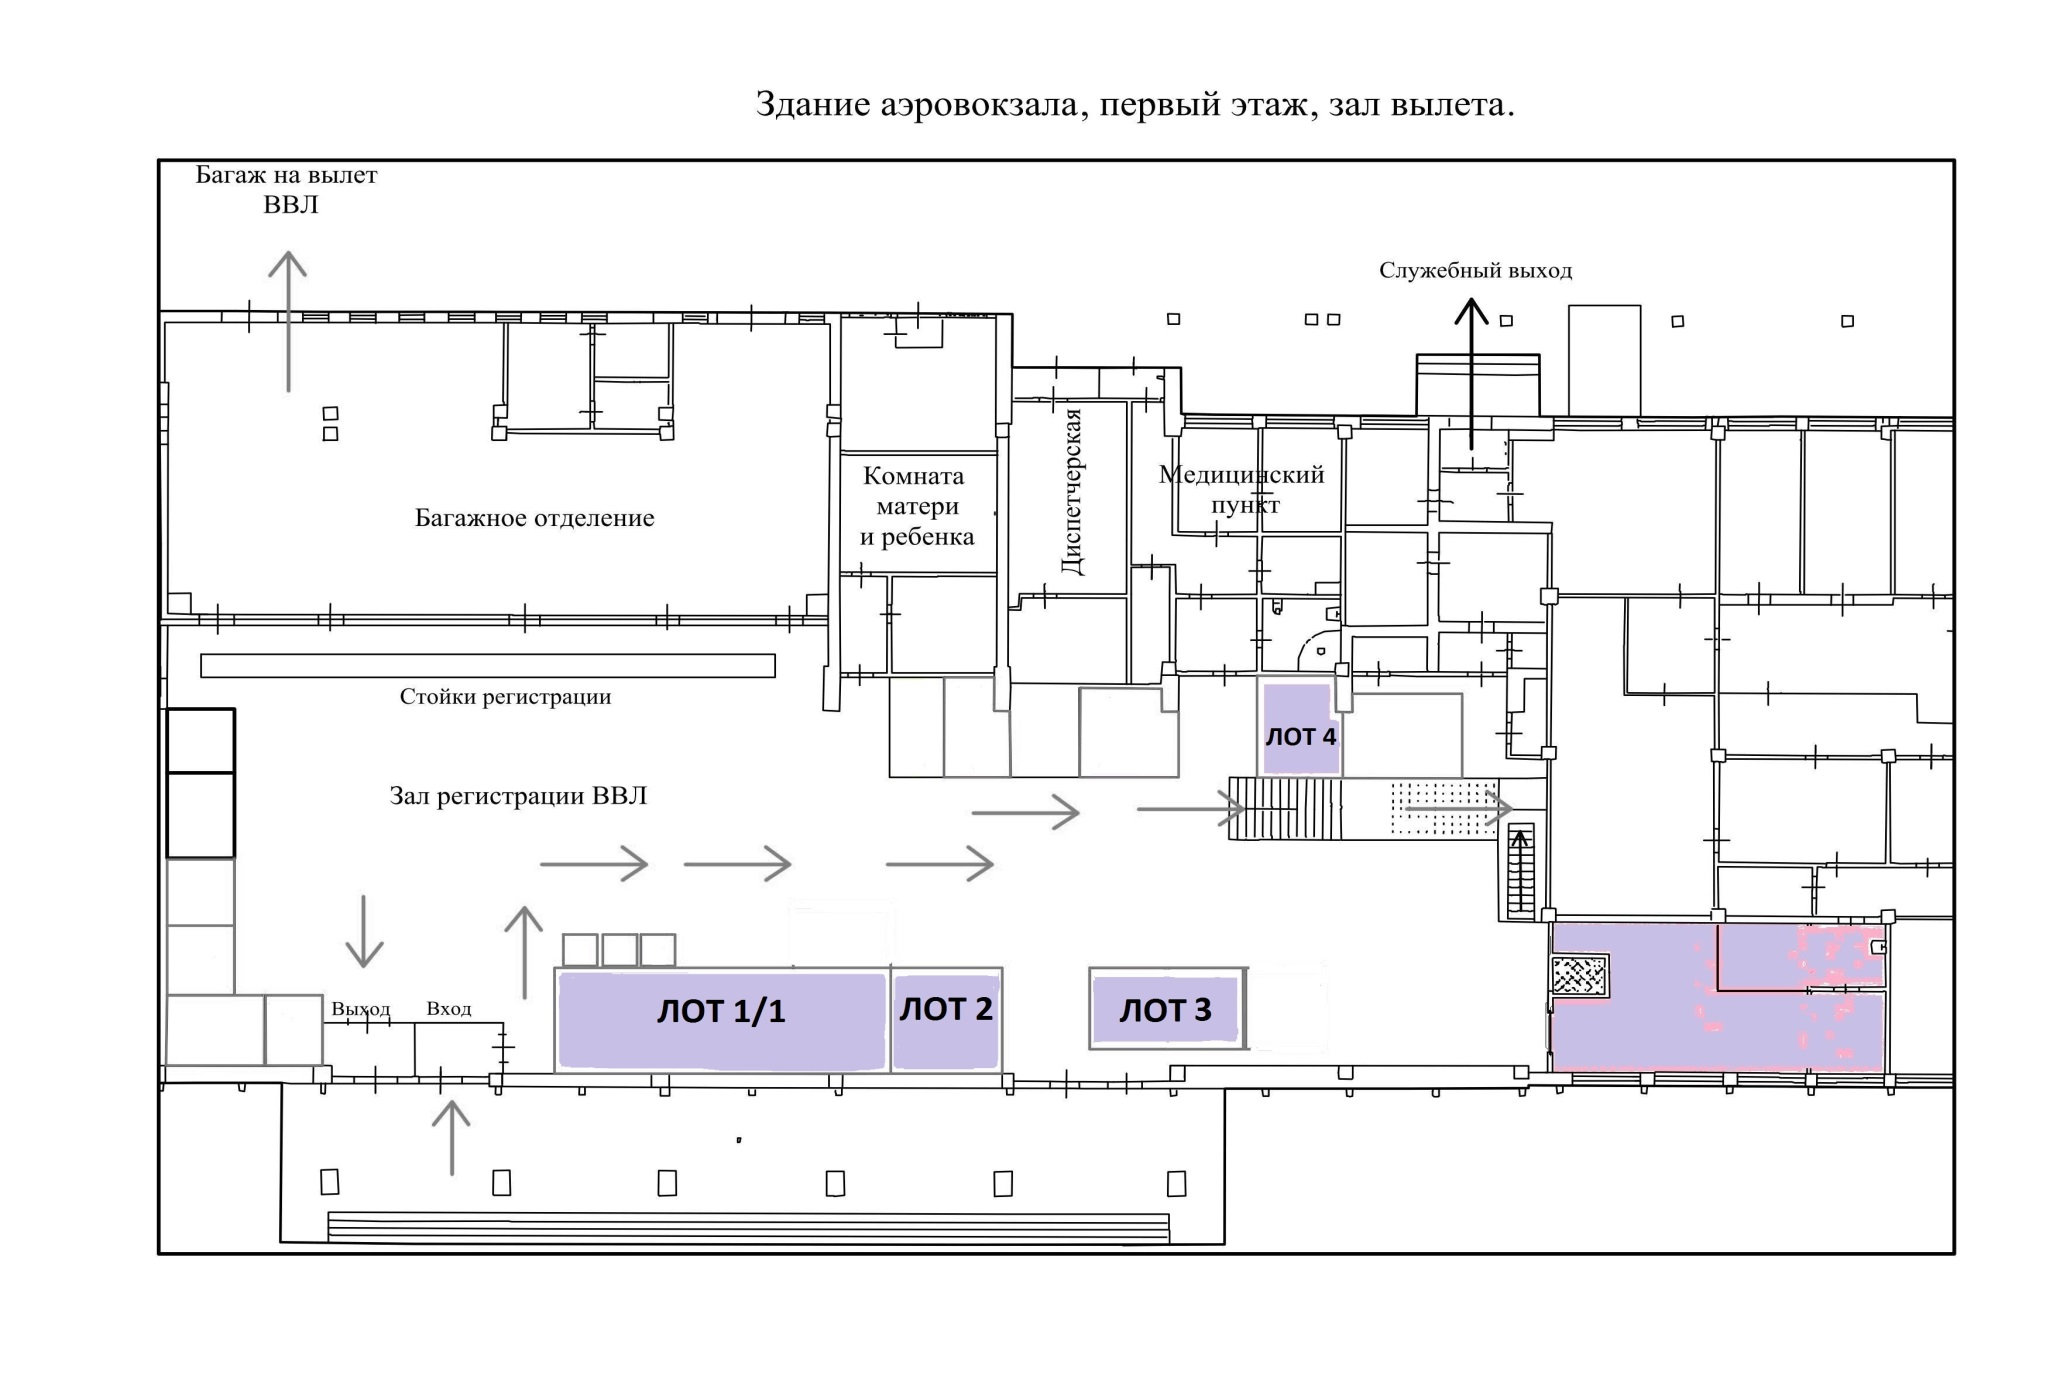 Здание аэровокзала, первый этаж, зал вылета.
Багаж на вылет
ВВЛ
Служебный выход
Диспетчерская
Комната
матери
и ребенка
Медицинский
пункт
Багажное отделение
Стойки регистрации
ЛОТ 4
Зал регистрации ВВЛ
Выход
Вход
ЛОТ 1/1
ЛОТ 2
ЛОТ 3